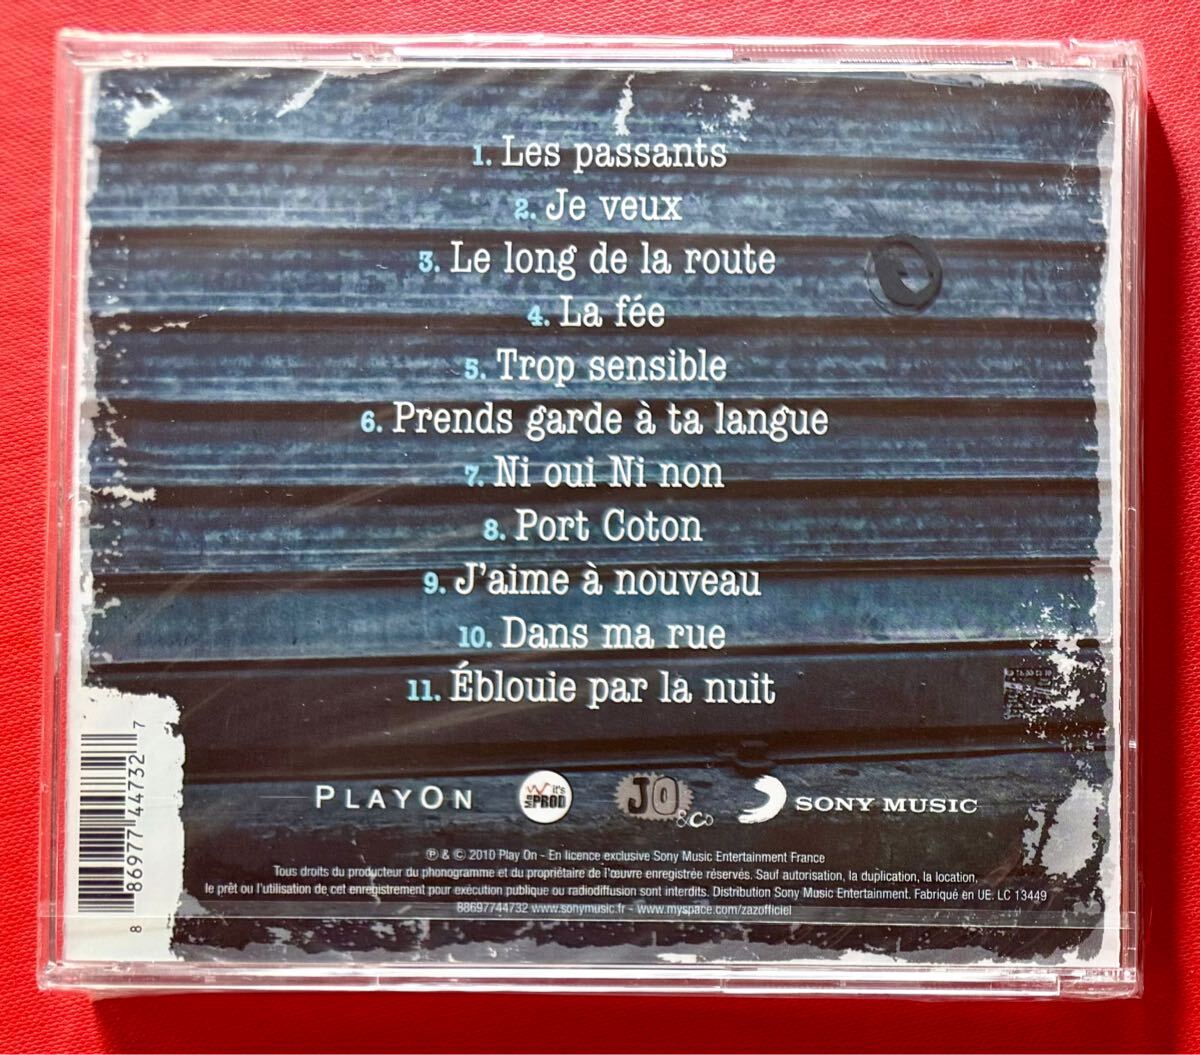 1. Les passants
2. Je veux
3. Le long de la route
4. La fée
5. Trop sensible
6. Prends garde à ta langue
7. Ni oui Ni non
8. Port Coton
9. J'aime à nouveau
10. Dans ma rue
11. Éblouie par la nuit
8 86977 44732 7
PLAYON
it's
PROD
JO
&Co
SONY MUSIC
℗ & © 2010 Play On - En licence exclusive Sony Music Entertainment France
Tous droits du producteur du phonogramme et du propriétaire de l'œuvre enregistrée réservés. Sauf autorisation, la duplication, la location,
le prêt ou l'utilisation de cet enregistrement pour exécution publique ou radiodiffusion sont interdits. Distribution Sony Music Entertainment. Fabriqué en UE. LC 13449
88697744732 www.sonymusic.fr - www.myspace.com/zazofficiel